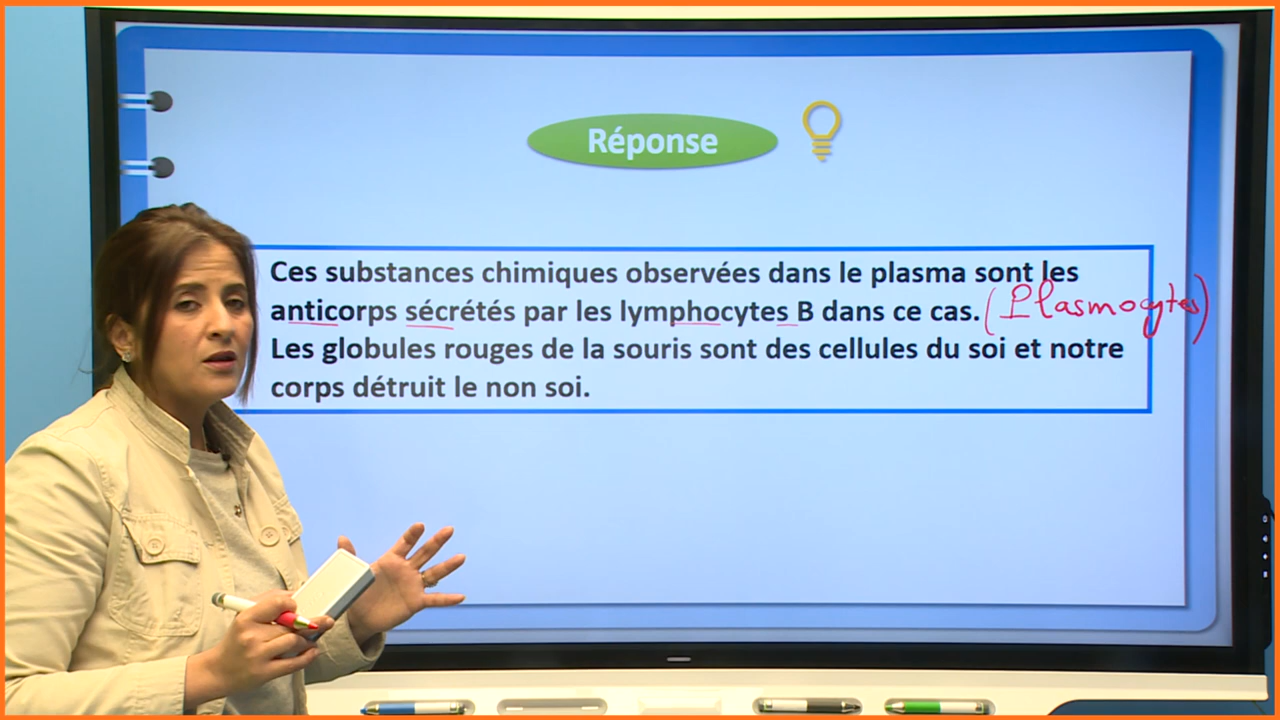 Réponse
Ces substances chimiques observées dans le plasma sont les
anticorps sécrétés par les lymphocytes B dans ce cas. (Plasmocytes)
Les globules rouges de la souris sont des cellules du soi et notre
corps détruit le non soi.